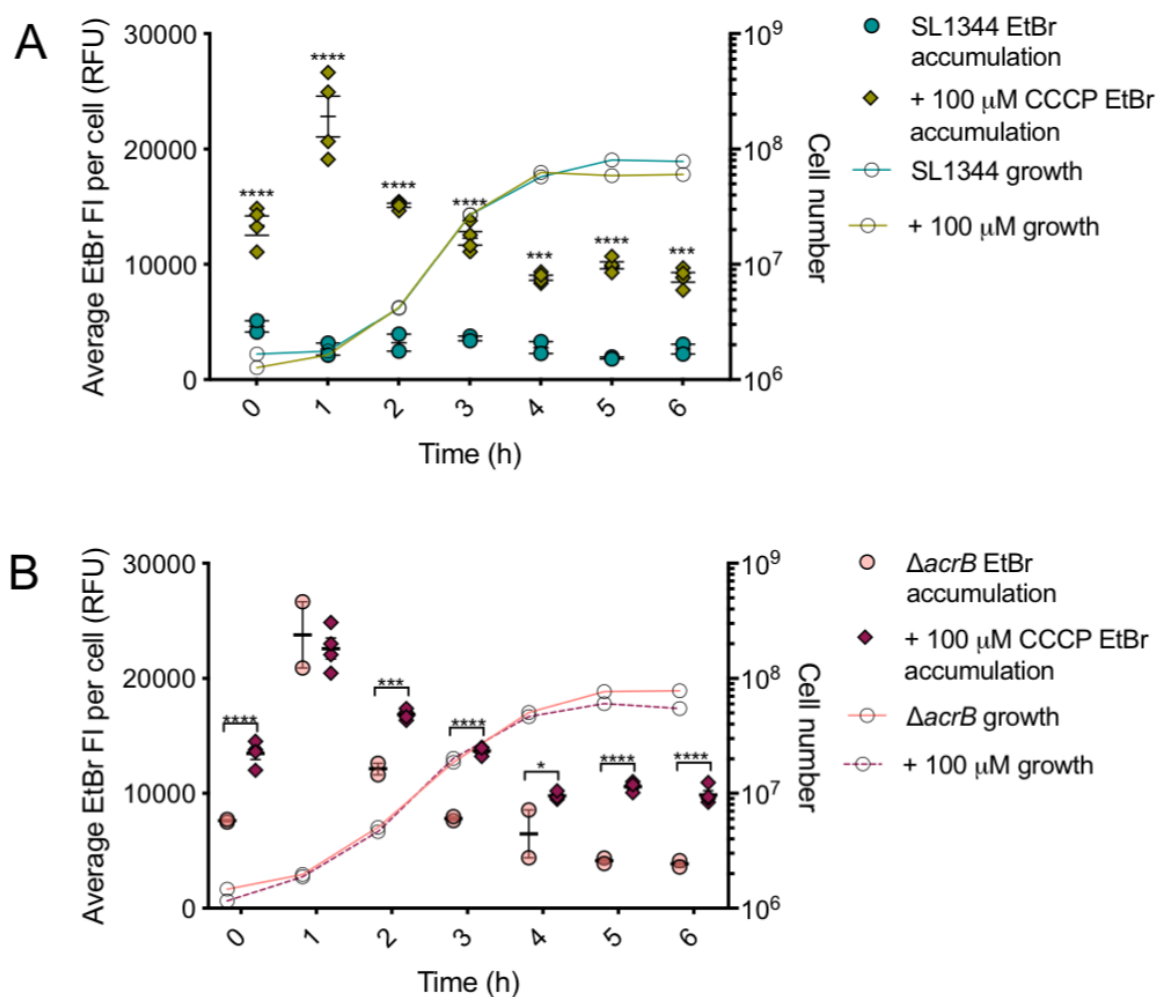 A
Average EtBr FI per cell (RFU)
30000
20000
10000
0
****
****
****
****
***
****
***
10⁹
10⁸
10⁷
10⁶
Cell number
0 1 2 3 4 5 6
Time (h)
SL1344 EtBr
accumulation
+ 100 μM CCCP EtBr
accumulation
SL1344 growth
+ 100 μM growth
B
Average EtBr FI per cell (RFU)
30000
20000
10000
0
****
***
****
*
****
****
10⁹
10⁸
10⁷
10⁶
Cell number
0 1 2 3 4 5 6
Time (h)
ΔacrB EtBr
accumulation
+ 100 μM CCCP EtBr
accumulation
ΔacrB growth
+ 100 μM growth